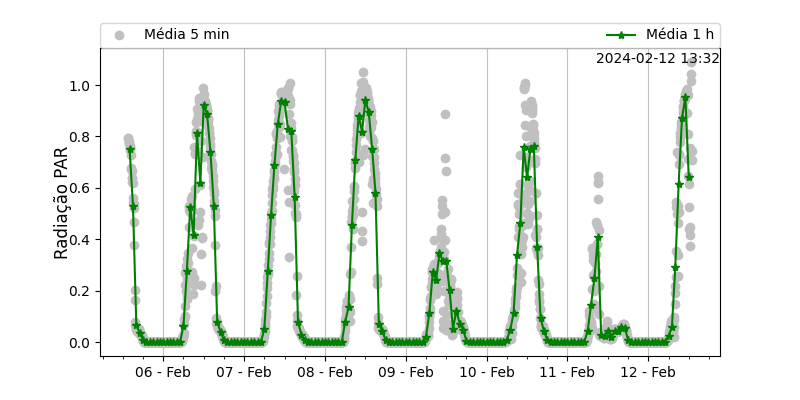 Média 5 min
Média 1 h
2024-02-12 13:32
Radiação PAR
1.0
0.8
0.6
0.4
0.2
0.0
06 - Feb
07 - Feb
08 - Feb
09 - Feb
10 - Feb
11 - Feb
12 - Feb